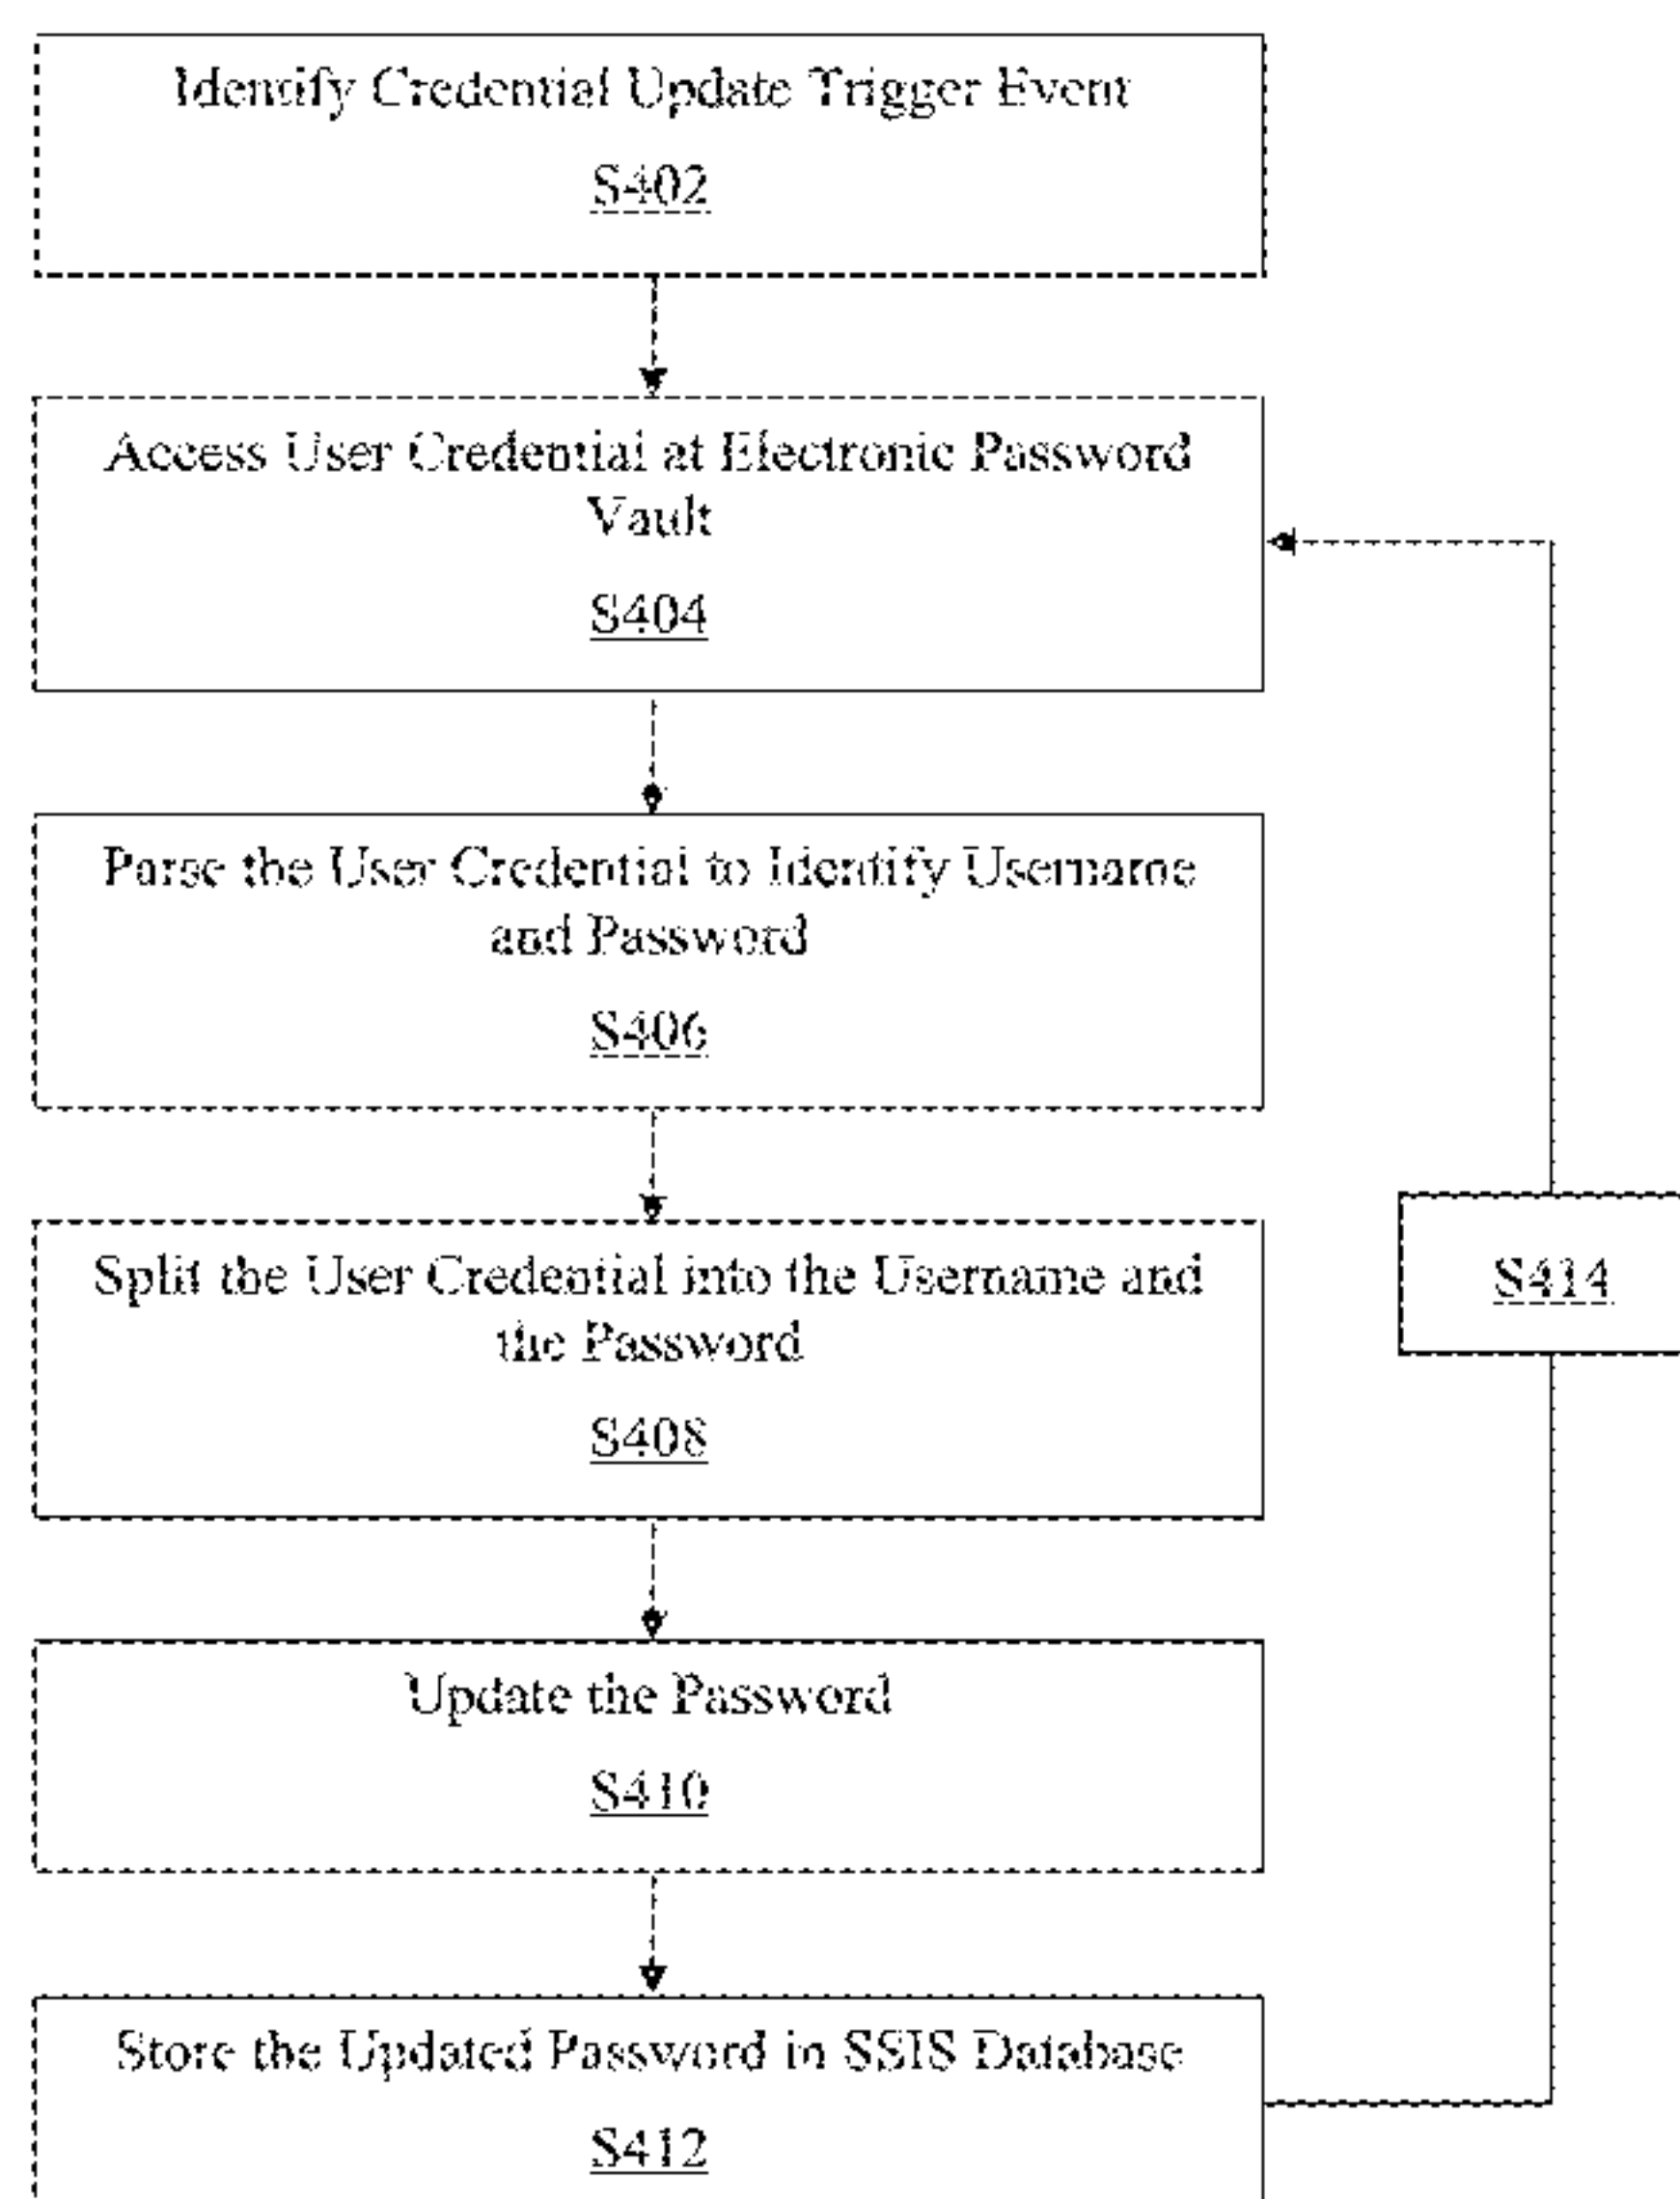 Identify Credential Update Trigger Event
S402
Access User Credential at Electronic Password
Vault
S404
Parse the User Credential to Identify Username
and Password
S406
Split the User Credential into the Username and
the Password
S408
S414
Update the Password
S410
Store the Updated Password in SSIS Database
S412